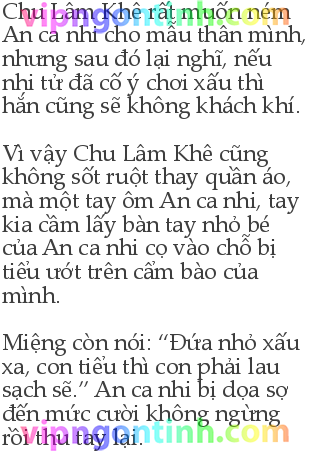 Chu Lâm Khê rất muốn ném
vipngontinh.com
An ca nhi cho mẫu thân mình,
nhưng sau đó lại nghĩ, nếu
nhi tử đã cố ý chơi xấu thì
hắn cũng sẽ không khách khí.
Vì vậy Chu Lâm Khê cũng
không sốt ruột thay quần áo,
mà một tay ôm An ca nhi, tay
kia cầm lấy bàn tay nhỏ bé
của An ca nhi cọ vào chỗ bị
tiểu ướt trên cẩm bào của
mình.
Miệng còn nói: “Đứa nhỏ xấu
xa, con tiểu thì con phải lau
sạch sẽ.” An ca nhi bị dọa sợ
đến mức cười không ngừng
rồi thu tay lại.
vipngontinh.com